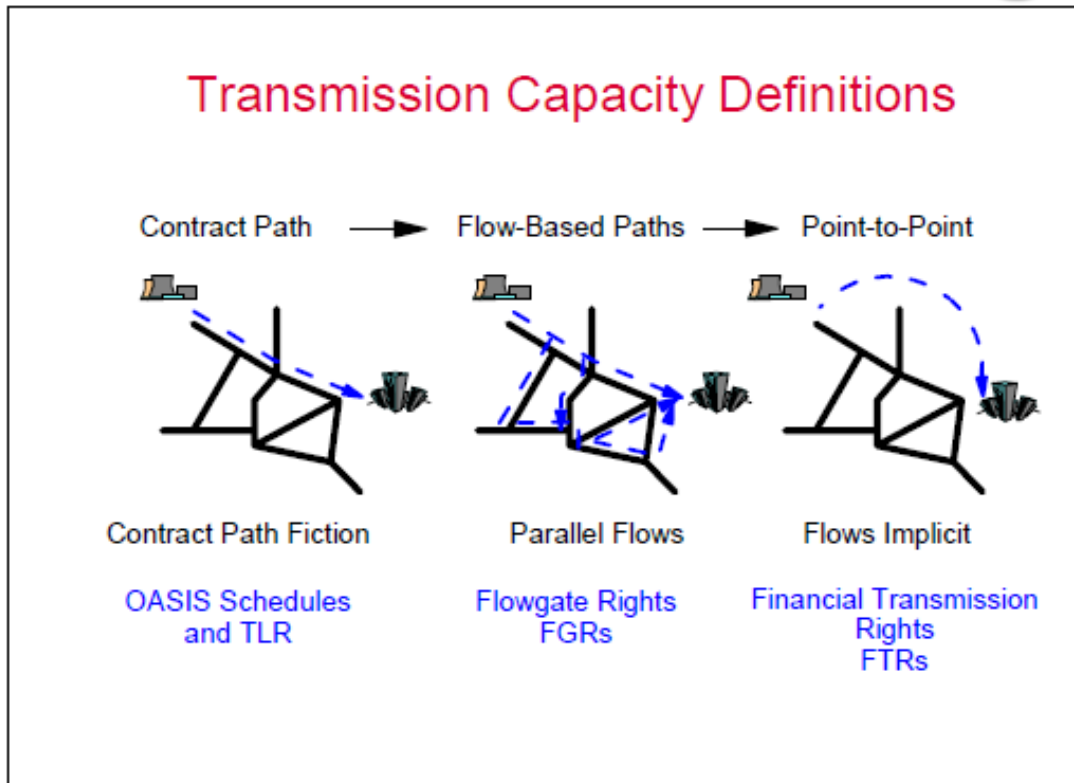 Transmission Capacity Definitions
Contract Path
Flow-Based Paths
Point-to-Point
Contract Path Fiction
Parallel Flows
Flows Implicit
OASIS Schedules
and TLR
Flowgate Rights
FGRs
Financial Transmission
Rights
FTRs